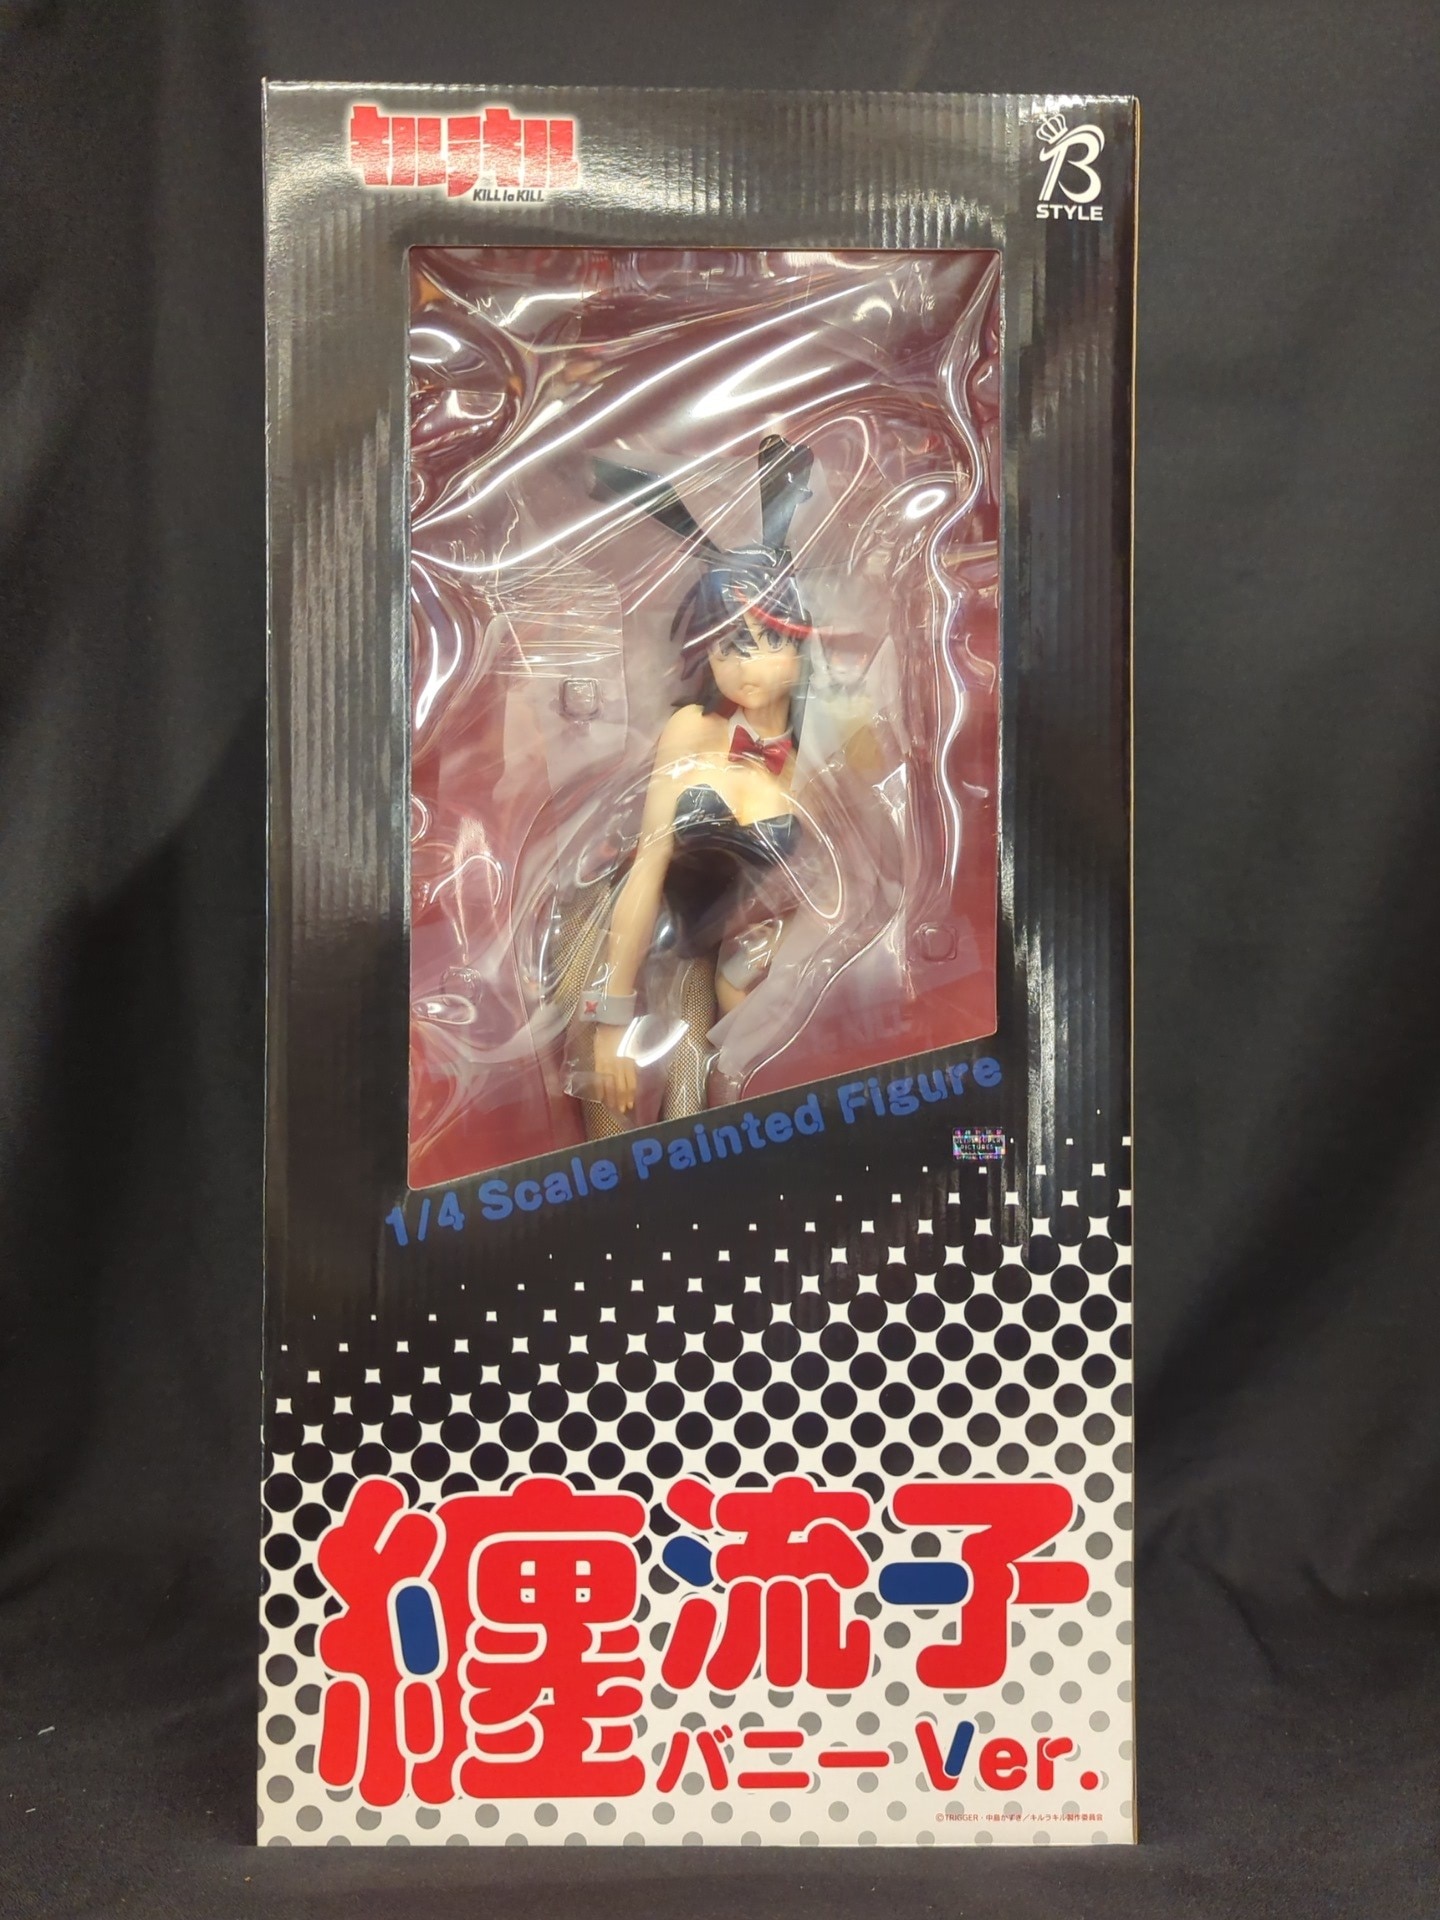 キルラキル
KILL la KILL
B
STYLE
1/4 Scale Painted Figure
纏流子
バニーVer.
©TRIGGER・中島かずき／キルラキル製作委員会